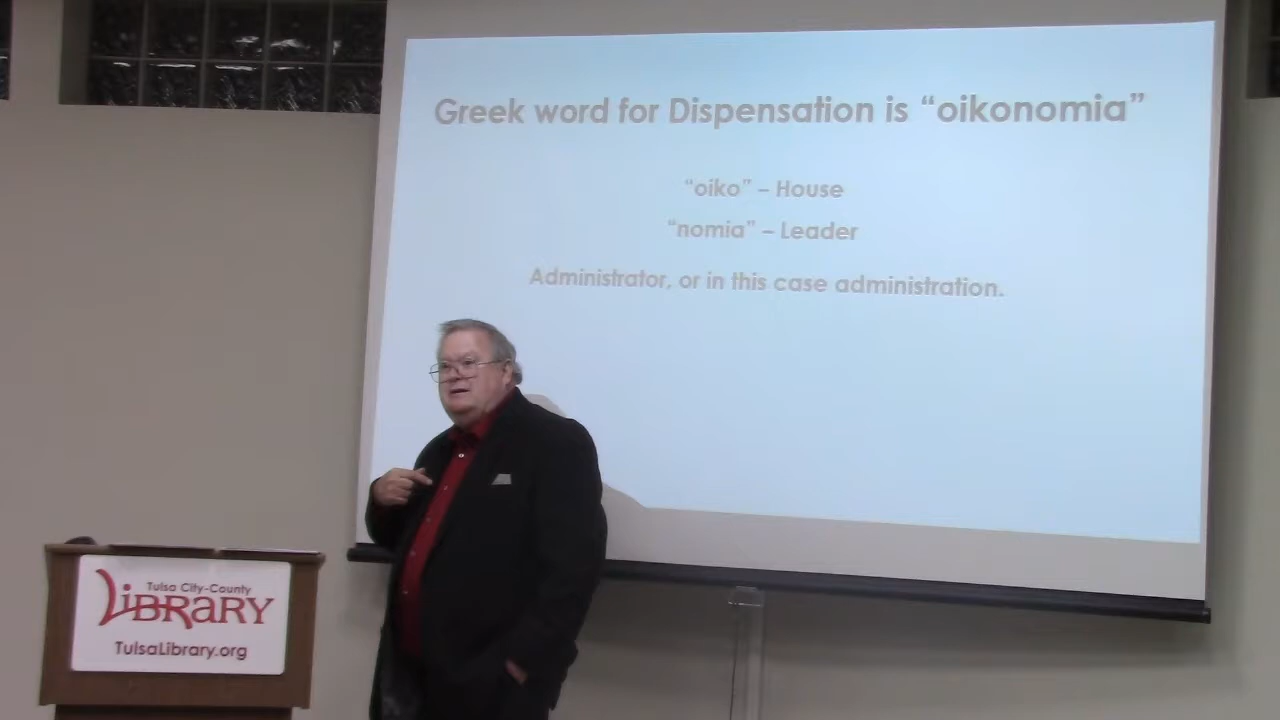 Greek word for Dispensation is “oikonomia”
“oiko” – House
“nomia” – Leader
Administrator, or in this case administration.
Tulsa City-County
LIBRARY
TulsaLibrary.org